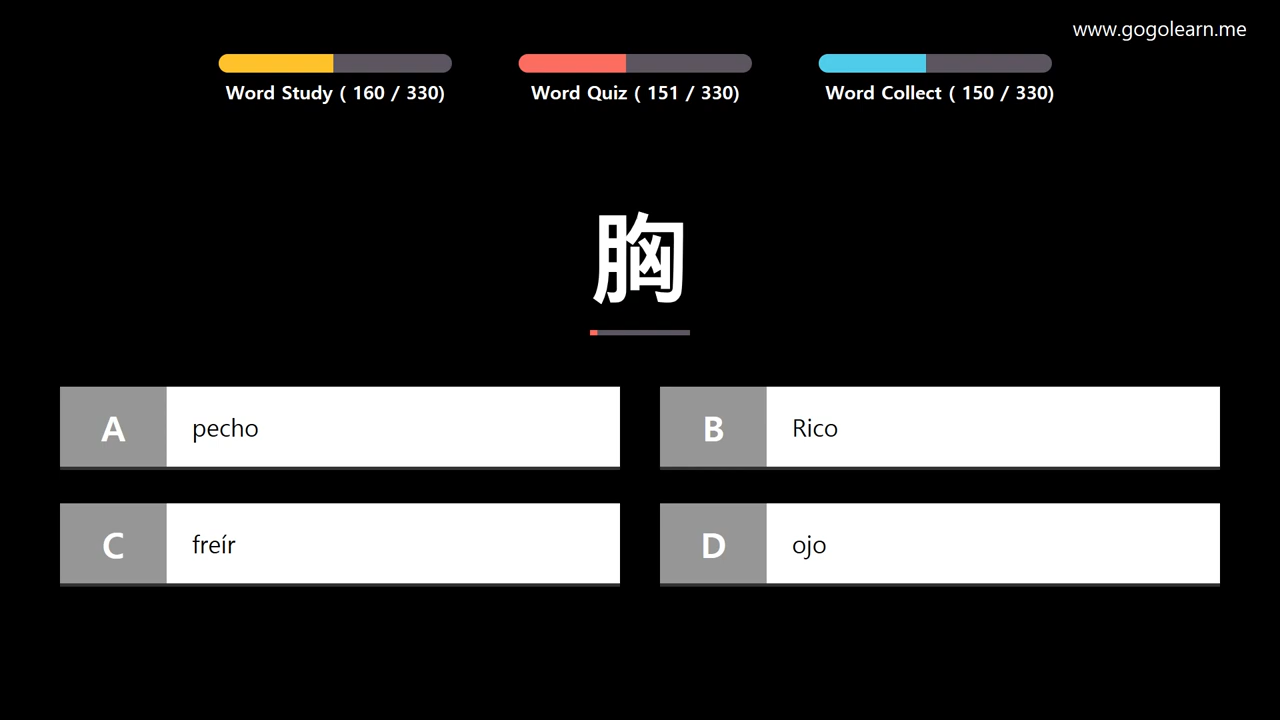 www.gogolearn.me
Word Study ( 160 / 330)
Word Quiz ( 151 / 330)
Word Collect ( 150 / 330)
胸
A pecho
B Rico
C freír
D ojo